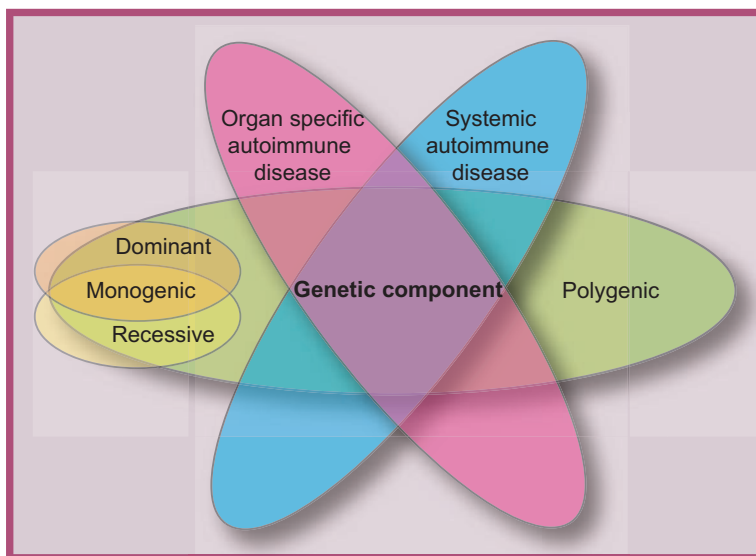 Organ specific
autoimmune
disease
Systemic
autoimmune
disease
Dominant
Monogenic
Recessive
Genetic component
Polygenic